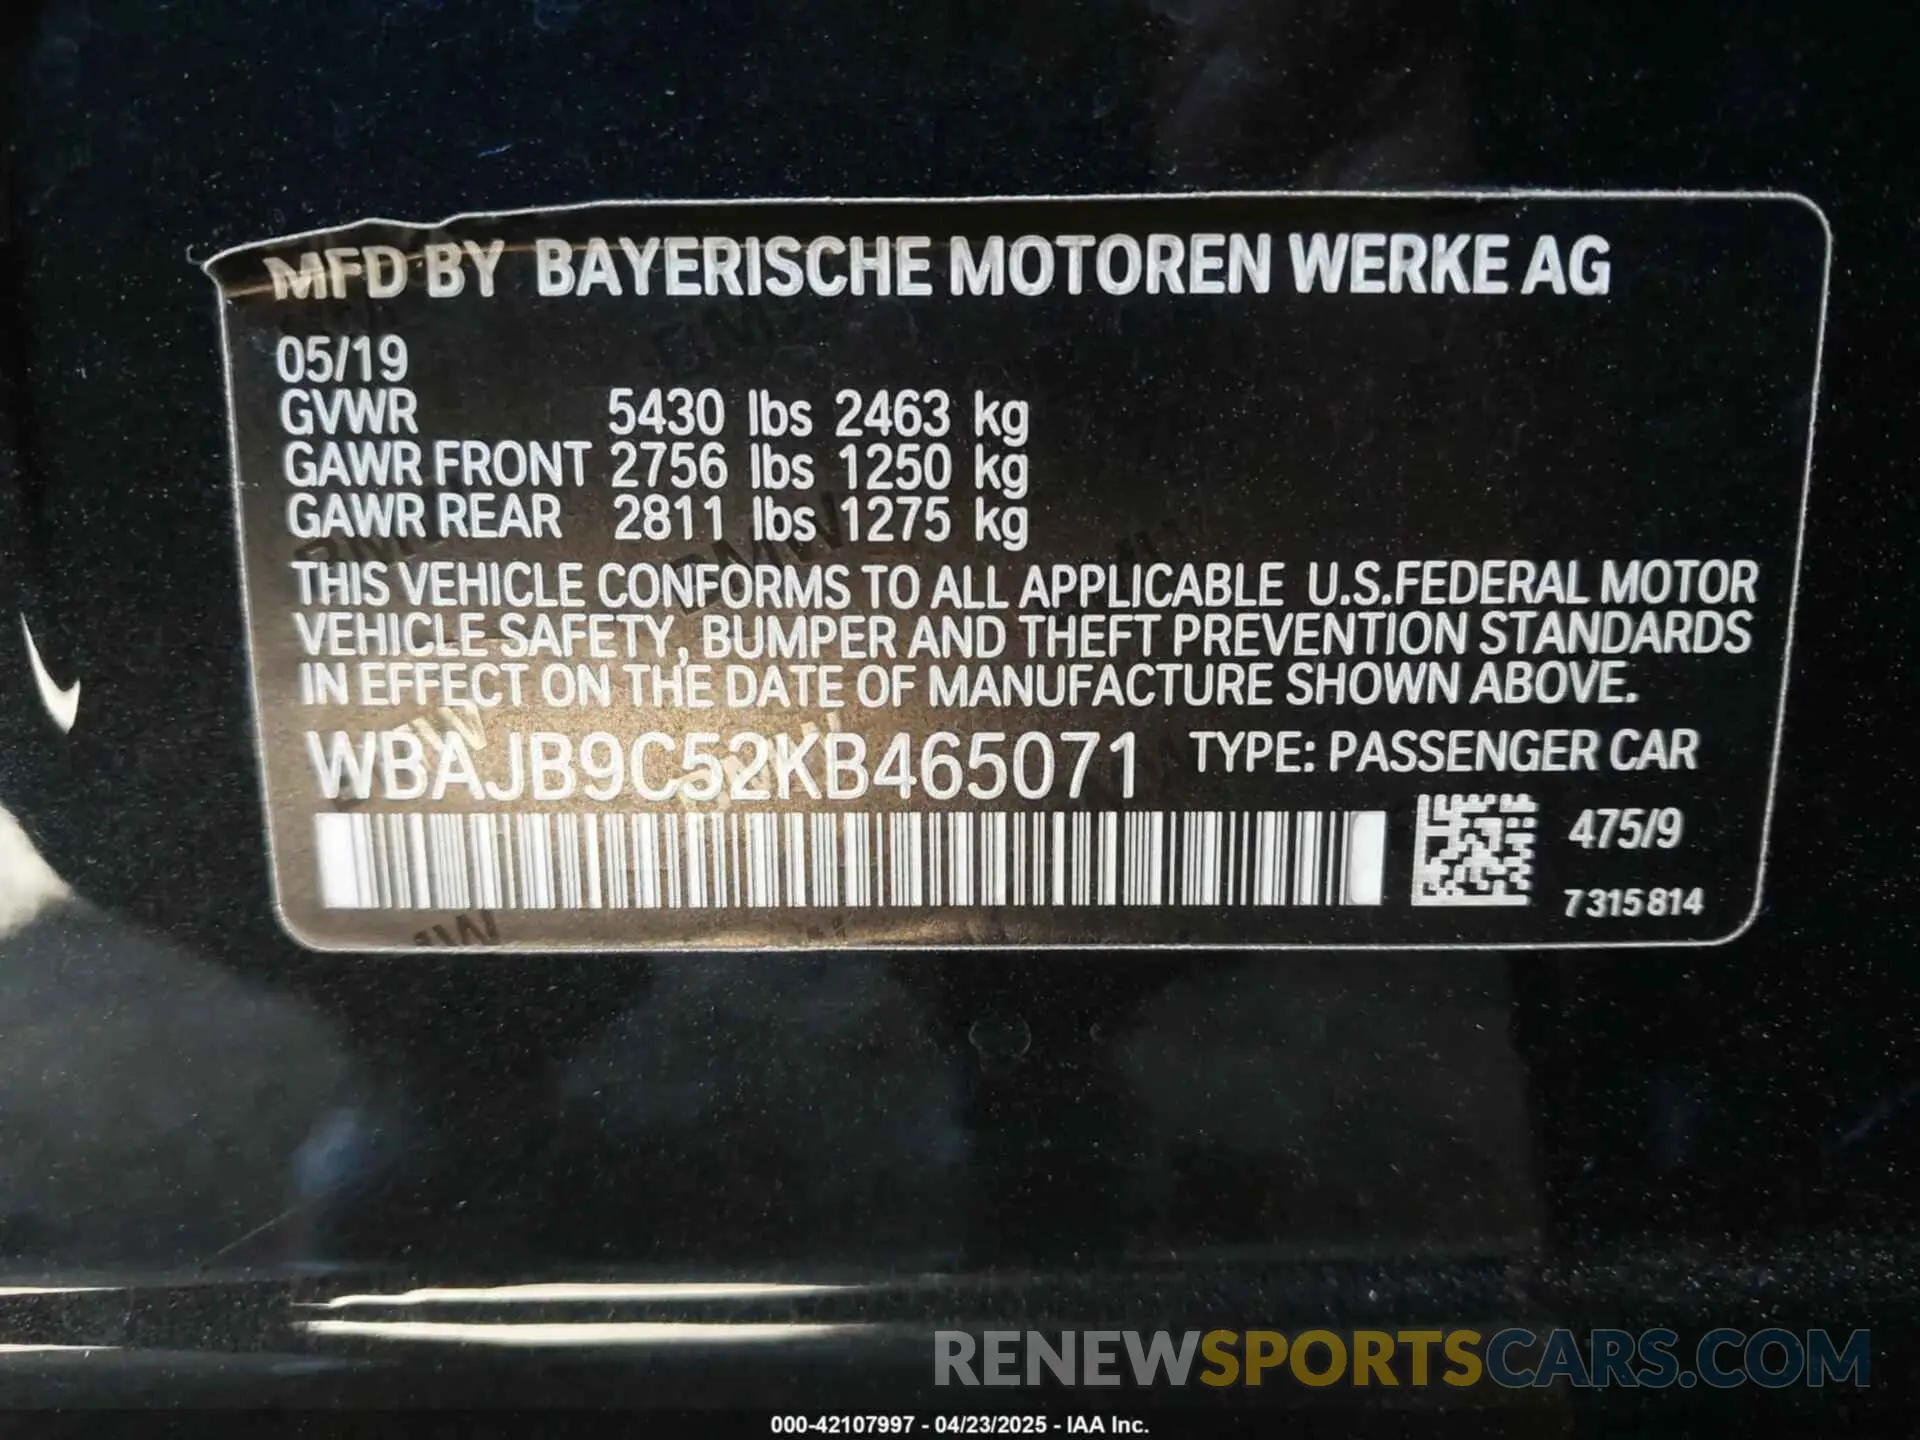 MFD BY BAYERISCHE MOTOREN WERKE AG
05/19
GVWR 5430 lbs 2463 kg
GAWR FRONT 2756 lbs 1250 kg
GAWR REAR 2811 lbs 1275 kg
THIS VEHICLE CONFORMS TO ALL APPLICABLE U.S.FEDERAL MOTOR
VEHICLE SAFETY, BUMPER AND THEFT PREVENTION STANDARDS
IN EFFECT ON THE DATE OF MANUFACTURE SHOWN ABOVE.
WBAJB9C52KB465071 TYPE: PASSENGER CAR
475/9
7315814
RENEWSPORTSCARS.COM
000-42107997 - 04/23/2025 - IAA Inc.